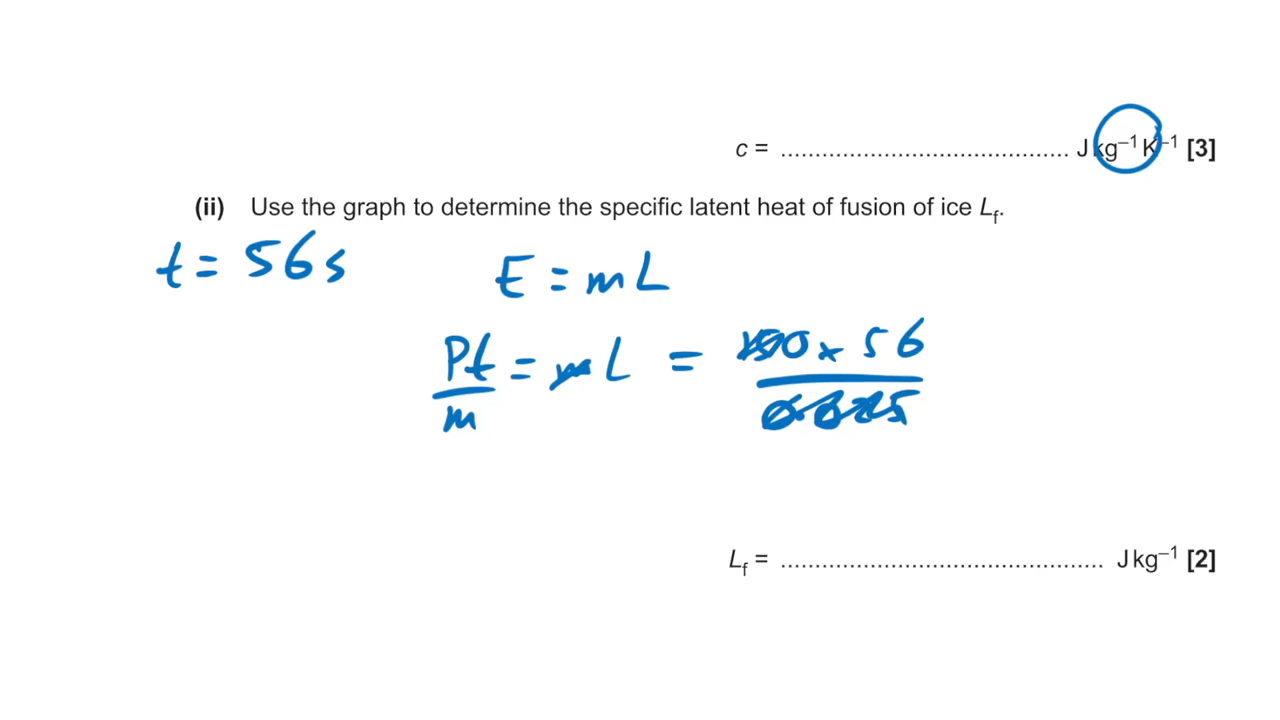 c = ........................................ J kg⁻¹ K⁻¹ [3]
(ii) Use the graph to determine the specific latent heat of fusion of ice L_f.
t = 56s
E = mL
Pt/m = mL = × 56 /
L_f = ............................................. J kg⁻¹ [2]